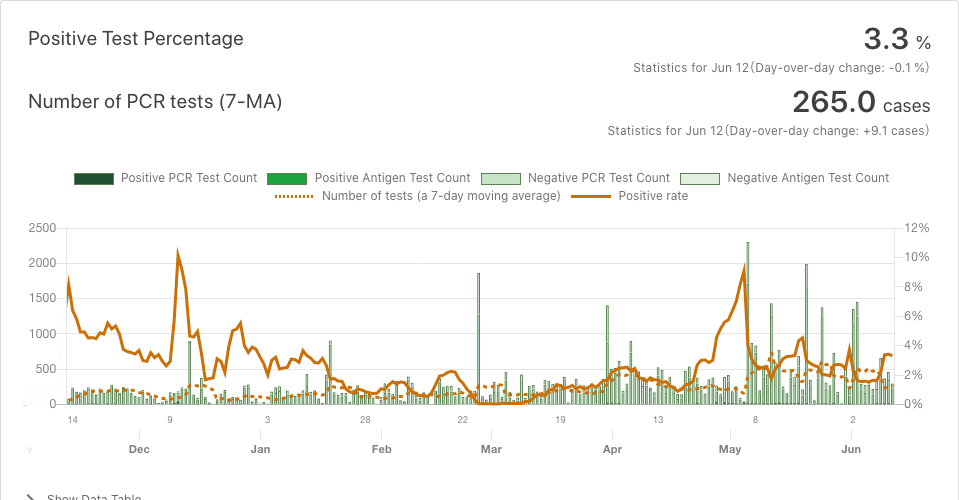 Positive Test Percentage
3.3 %
Statistics for Jun 12(Day-over-day change: -0.1 %)
Number of PCR tests (7-MA)
265.0 cases
Statistics for Jun 12(Day-over-day change: +9.1 cases)
Positive PCR Test Count Positive Antigen Test Count Negative PCR Test Count Negative Antigen Test Count
Number of tests (a 7-day moving average) Positive rate
2500 12%
2000 10%
1500 8%
6%
1000 4%
500 2%
0 0%
14 9 3 28 22 19 13 8 2
v Dec Jan Feb Mar Apr May Jun
Show Data Table